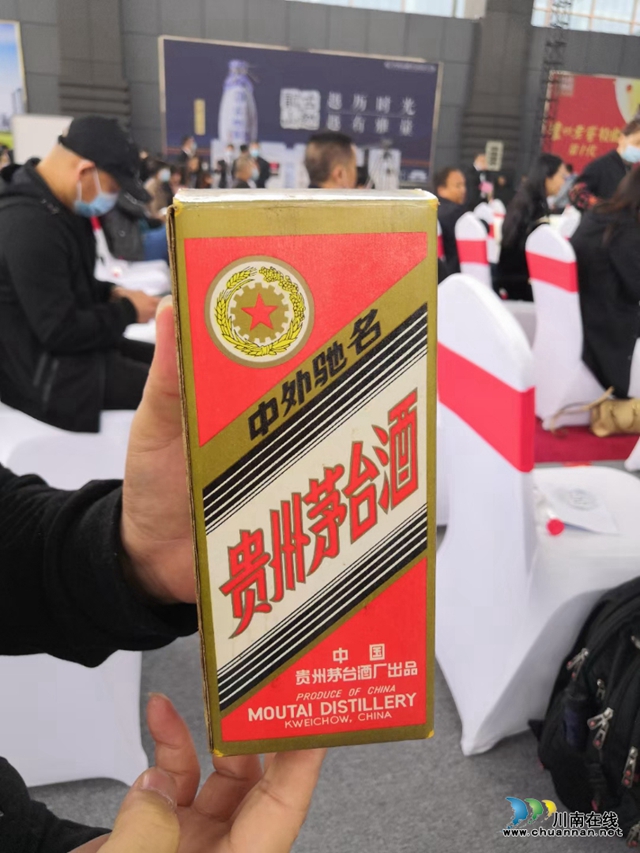 中外驰名
贵州茅台酒
中国
贵州茅台酒厂出品
PRODUCE OF CHINA
MOUTAI DISTILLERY
KWEICHOW, CHINA
川南在线
www.chuannan.net